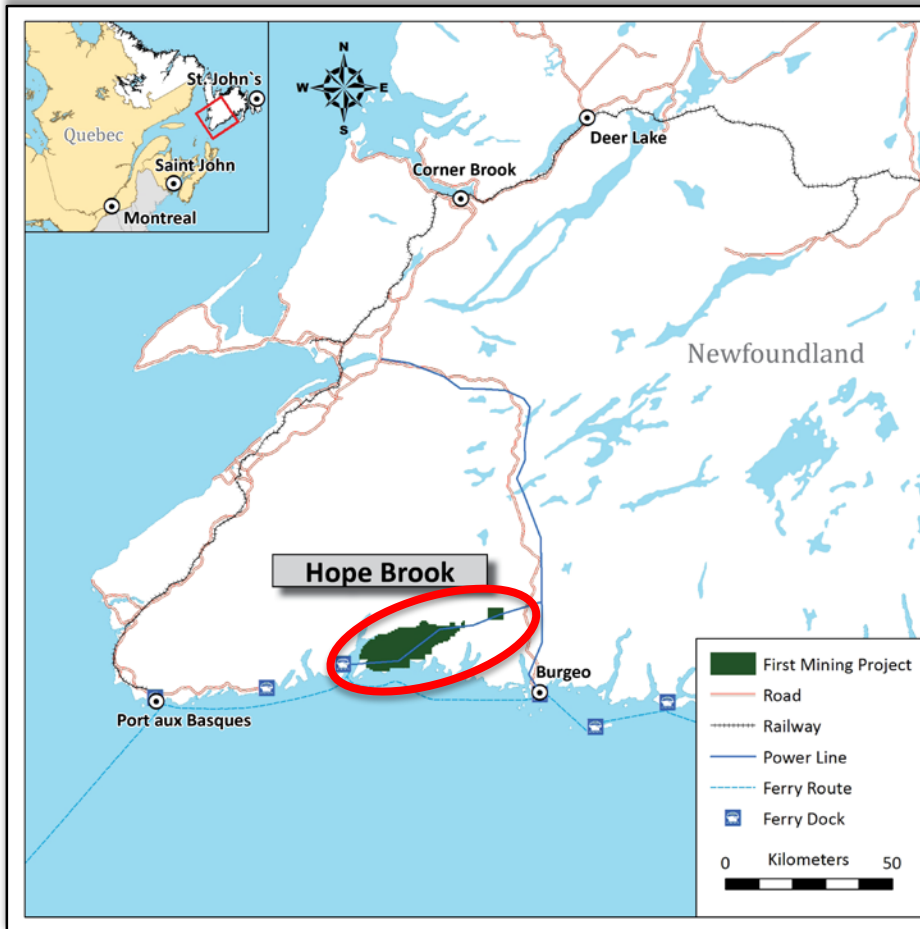 St. John`s
Quebec
Saint John
Montreal
N
W E
S
Deer Lake
Corner Brook
Newfoundland
Hope Brook
Burgeo
Port aux Basques
First Mining Project
Road
Railway
Power Line
Ferry Route
Ferry Dock
0 Kilometers 50